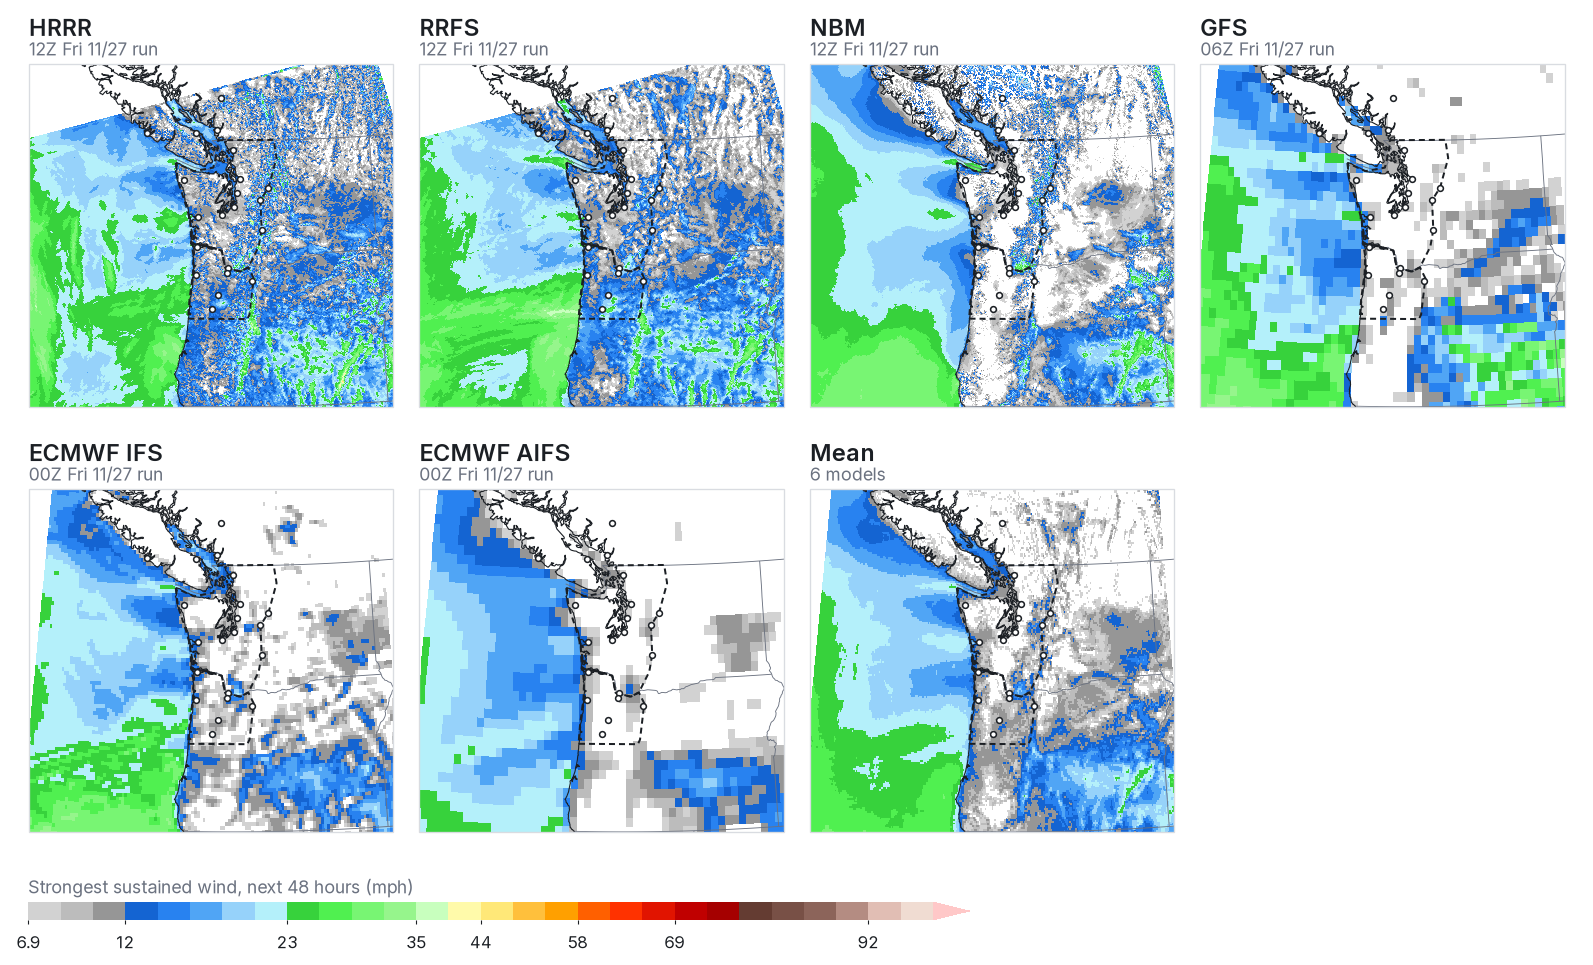 HRRR
12Z Fri 11/27 run
RRFS
12Z Fri 11/27 run
NBM
12Z Fri 11/27 run
GFS
06Z Fri 11/27 run
ECMWF IFS
00Z Fri 11/27 run
ECMWF AIFS
00Z Fri 11/27 run
Mean
6 models
Strongest sustained wind, next 48 hours (mph)
6.9 12 23 35 44 58 69 92